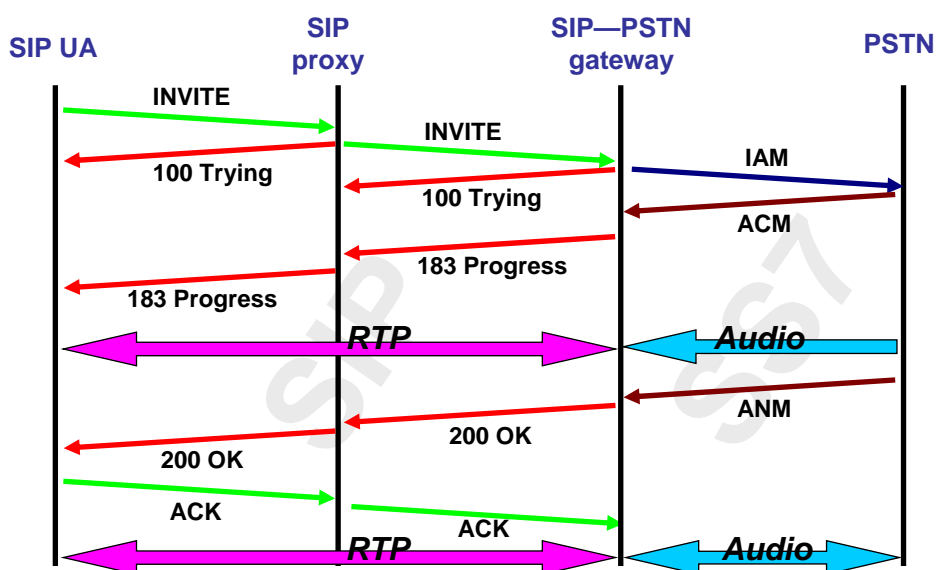 SIP UA
SIP
proxy
SIP—PSTN
gateway
PSTN
INVITE
INVITE
IAM
100 Trying
100 Trying
ACM
183 Progress
183 Progress
SIP
SS7
RTP
Audio
ANM
200 OK
200 OK
ACK
ACK
RTP
Audio